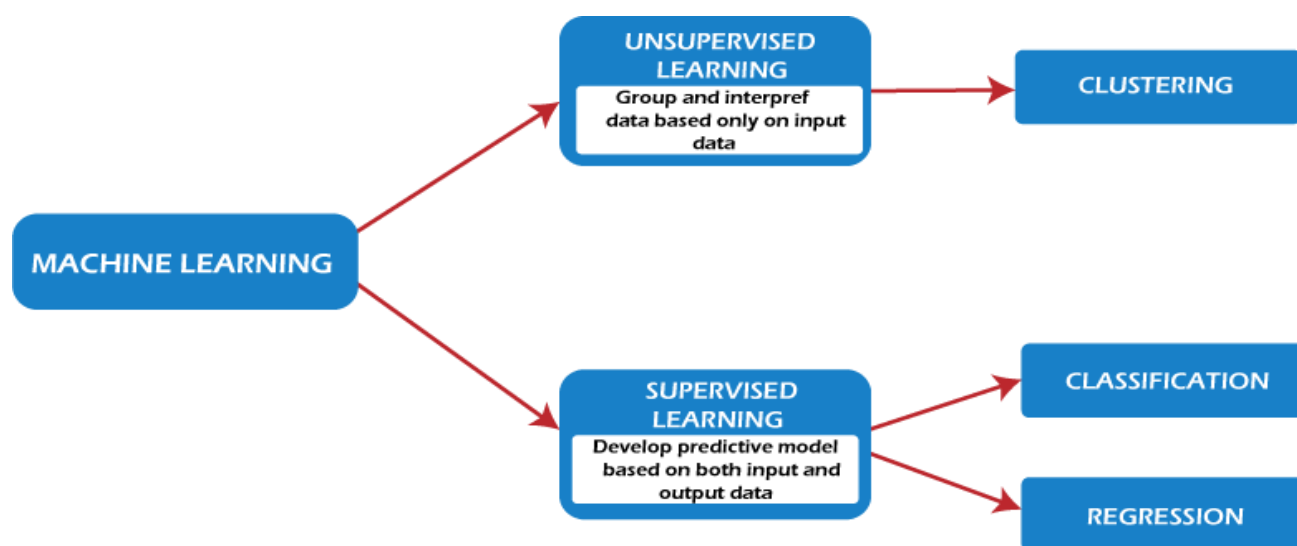 UNSUPERVISED
LEARNING
Group and interpref
data based only on input
data
CLUSTERING
MACHINE LEARNING
SUPERVISED
LEARNING
Develop predictive model
based on both input and
output data
CLASSIFICATION
REGRESSION